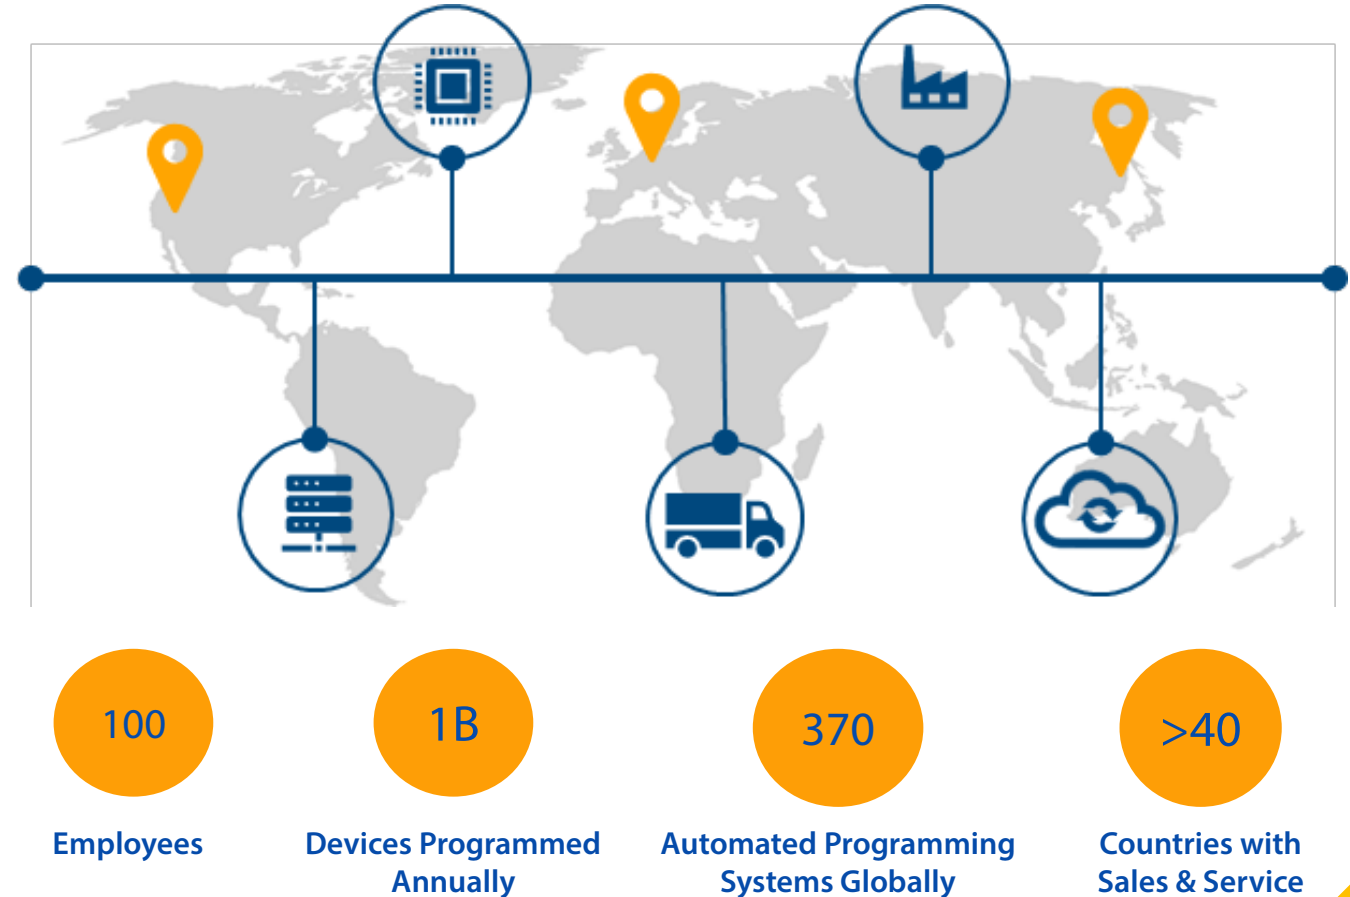 100
1B
370
>40
Employees
Devices Programmed
Annually
Automated Programming
Systems Globally
Countries with
Sales & Service